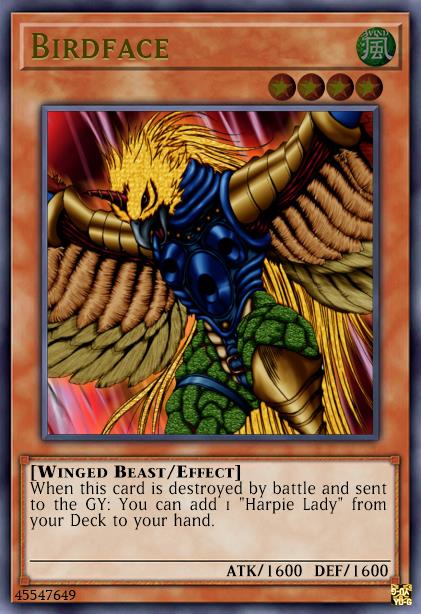 Birdface
WIND
風
[Winged Beast/Effect]
When this card is destroyed by battle and sent
to the GY: You can add 1 "Harpie Lady" from
your Deck to your hand.
ATK/1600 DEF/1600
45547649